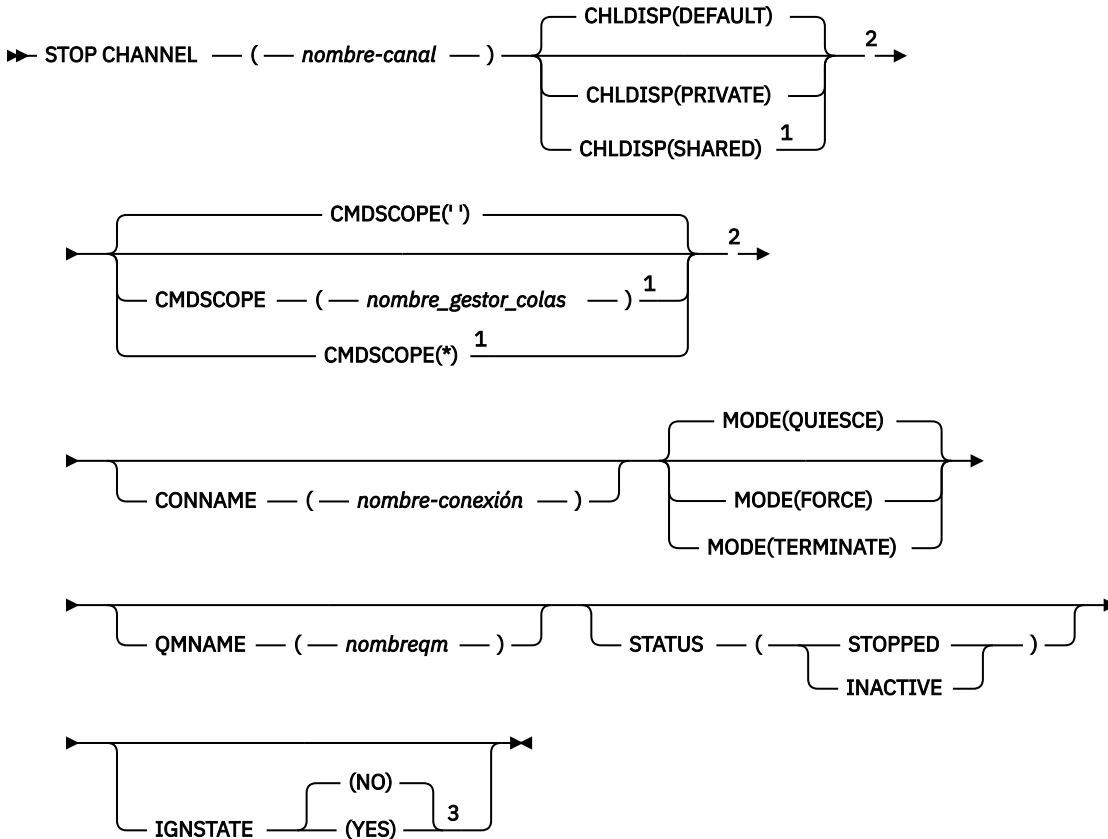 CHLDISP(DEFAULT)
STOP CHANNEL ( nombre-canal ) 2
CHLDISP(PRIVATE)
CHLDISP(SHARED) 1
CMDSCOPE(' ')
2
CMDSCOPE ( nombre_gestor_colas ) 1
CMDSCOPE(*) 1
MODE(QUIESCE)
CONNAME ( nombre-conexión ) MODE(FORCE)
MODE(TERMINATE)
QMNAME ( nombreqm ) STATUS ( STOPPED )
INACTIVE
(NO)
IGNSTATE (YES) 3